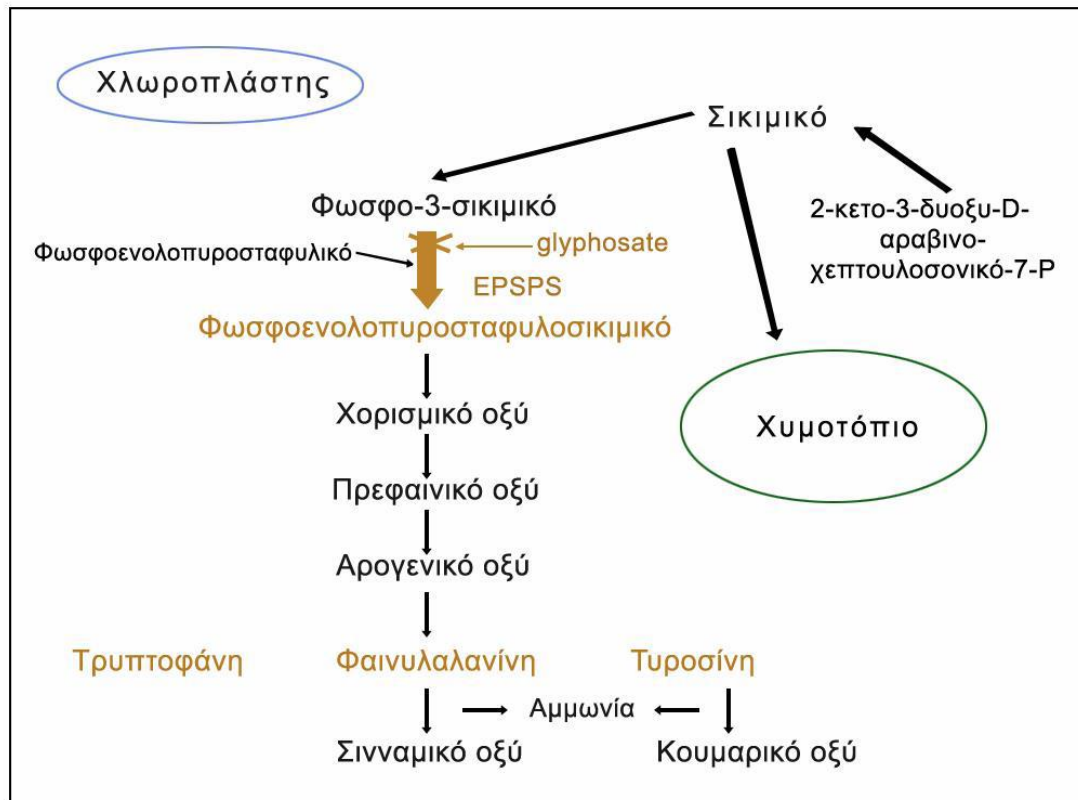 Χλωροπλάστης
Σικιμικό
Φωσφο-3-σικιμικό
2-κετο-3-δυοξυ-D-
αραβινο-
χεπτουλοσονικό-7-P
Φωσφοενολοπυροσταφυλικό
glyphosate
EPSPS
Φωσφοενολοπυροσταφυλοσικιμικό
Χορισμικό οξύ
Χυμοτόπιο
Πρεφαινικό οξύ
Αρογενικό οξύ
Τρυπτοφάνη Φαινυλαλανίνη Τυροσίνη
Αμμωνία
Σινναμικό οξύ Κουμαρικό οξύ